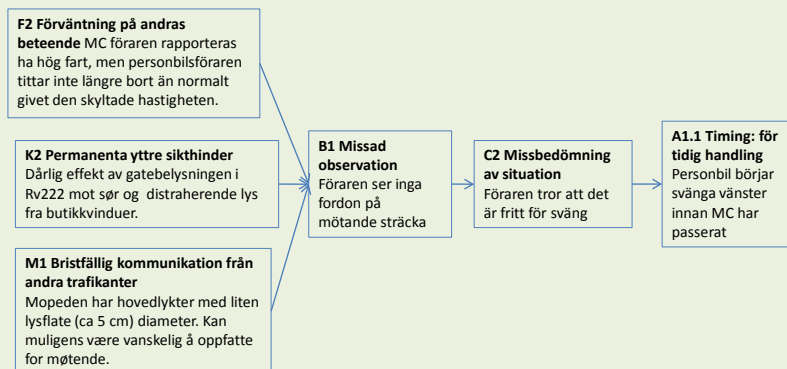 F2 Förväntning på andras
beteende MC föraren rapporteras
ha hög fart, men personbilsföraren
tittar inte längre bort än normalt
givet den skyltade hastigheten.
K2 Permanenta yttre sikthinder
Dårlig effekt av gatebelysningen i
Rv222 mot sør og distraherende lys
fra butikkvinduer.
M1 Bristfällig kommunikation från
andra trafikanter
Mopeden har hovedlykter med liten
lysflate (ca 5 cm) diameter. Kan
muligens være vanskelig å oppfatte
for møtende.
B1 Missad
observation
Föraren ser inga
fordon på
mötande sträcka
C2 Missbedömning
av situation
Föraren tror att det
är fritt för sväng
A1.1 Timing: för
tidig handling
Personbil börjar
svänga vänster
innan MC har
passerat